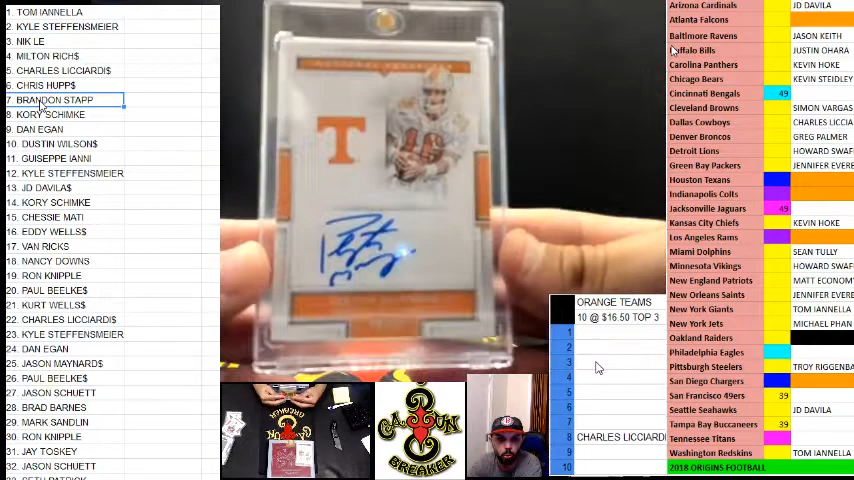 1. TOM IANNELLA
2. KYLE STEFFENSMEIER
3. NIK LE
4. MILTON RICH$
5. CHARLES LICCIARDI$
6. CHRIS HUPP$
7. BRANDON STAPP
8. KORY SCHIMKE
9. DAN EGAN
10. DUSTIN WILSON$
11. GUISEPPE IANNI
12. KYLE STEFFENSMEIER
13. JD DAVILA$
14. KORY SCHIMKE
15. CHESSIE MATI
16. EDDY WELLS$
17. VAN RICKS
18. NANCY DOWNS
19. RON KNIPPLE
20. PAUL BEELKE$
21. KURT WELLS$
22. CHARLES LICCIARDI$
23. KYLE STEFFENSMEIER
24. DAN EGAN
25. JASON MAYNARD$
26. PAUL BEELKE$
27. JASON SCHUETT
28. BRAD BARNES
29. MARK SANDLIN
30. RON KNIPPLE
31. JAY TOSKEY
32. JASON SCHUETT
T
16
Peyton Manning
CAJUN
BREAKER
ORANGE TEAMS
10 @ $16.50 TOP 3
1
2
3
4
5
6
7
8 CHARLES LICCIARDI
9
10
Arizona Cardinals JD DAVILA
Atlanta Falcons
Baltimore Ravens JASON KEITH
Buffalo Bills JUSTIN OHARA
Carolina Panthers KEVIN HOKE
Chicago Bears KEVIN STEIDLEY
Cincinnati Bengals 49
Cleveland Browns SIMON VARGAS
Dallas Cowboys CHARLES LICCIA
Denver Broncos GREG PALMER
Detroit Lions HOWARD SWAF
Green Bay Packers JENNIFER EVERE
Houston Texans
Indianapolis Colts
Jacksonville Jaguars 49
Kansas City Chiefs KEVIN HOKE
Los Angeles Rams
Miami Dolphins SEAN TULLY
Minnesota Vikings HOWARD SWAF
New England Patriots MATT ECONOM
New Orleans Saints JENNIFER EVERE
New York Giants TOM IANNELLA
New York Jets MICHAEL PHAN
Oakland Raiders
Philadelphia Eagles
Pittsburgh Steelers TROY RIGGENBA
San Diego Chargers
San Francisco 49ers 39
Seattle Seahawks JD DAVILA
Tampa Bay Buccaneers 39
Tennessee Titans
Washington Redskins TOM IANNELLA
2018 ORIGINS FOOTBALL